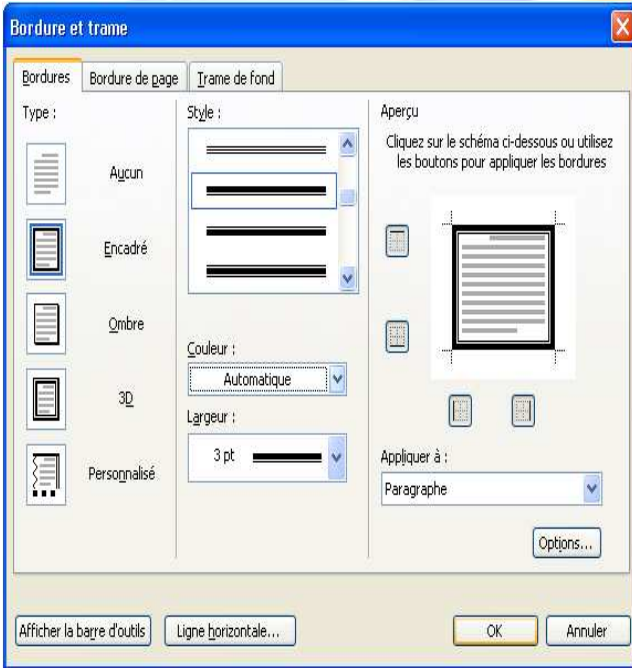 Bordure et trame
Bordures
Bordure de page
Trame de fond
Type :
Aucun
Encadré
Ombre
3D
Personnalisé
Style :
Couleur :
Automatique
Largeur :
3 pt
Aperçu
Cliquez sur le schéma ci-dessous ou utilisez
les boutons pour appliquer les bordures
Appliquer à :
Paragraphe
Options...
Afficher la barre d'outils
Ligne horizontale...
OK
Annuler